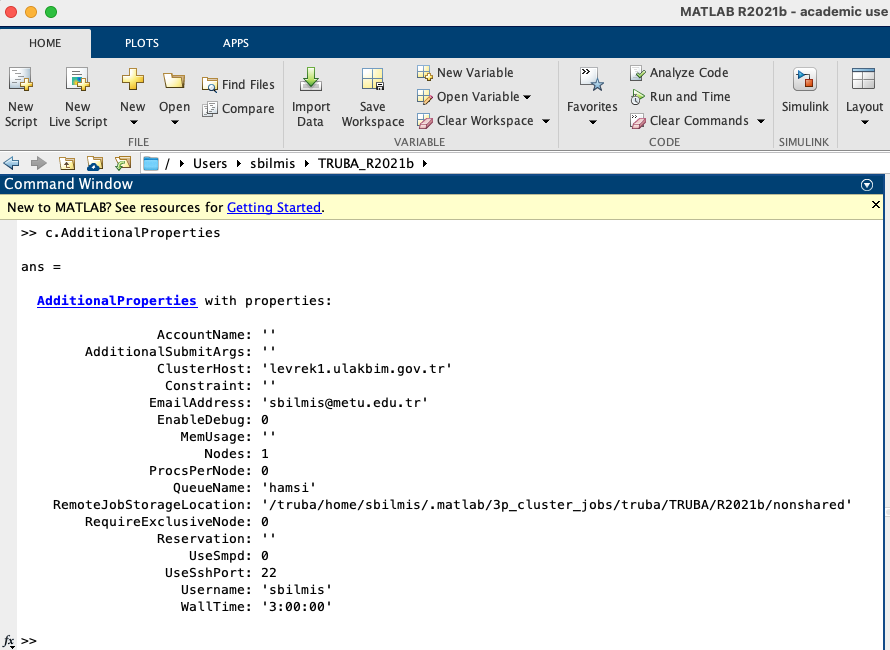 MATLAB R2021b - academic use
HOME PLOTS APPS
New Script
New Live Script
New
Open
Find Files
Compare
FILE
Import Data
Save Workspace
New Variable
Open Variable
Clear Workspace
VARIABLE
Favorites
Analyze Code
Run and Time
Clear Commands
CODE
Simulink
SIMULINK
Layout
/ Users sbilmis TRUBA_R2021b
Command Window
New to MATLAB? See resources for Getting Started.
>> c.AdditionalProperties
ans =
AdditionalProperties with properties:
AccountName: ''
AdditionalSubmitArgs: ''
ClusterHost: 'levrek1.ulakbim.gov.tr'
Constraint: ''
EmailAddress: 'sbilmis@metu.edu.tr'
EnableDebug: 0
MemUsage: ''
Nodes: 1
ProcsPerNode: 0
QueueName: 'hamsi'
RemoteJobStorageLocation: '/truba/home/sbilmis/.matlab/3p_cluster_jobs/truba/TRUBA/R2021b/nonshared'
RequireExclusiveNode: 0
Reservation: ''
UseSmpd: 0
UseSshPort: 22
Username: 'sbilmis'
WallTime: '3:00:00'
fx >>